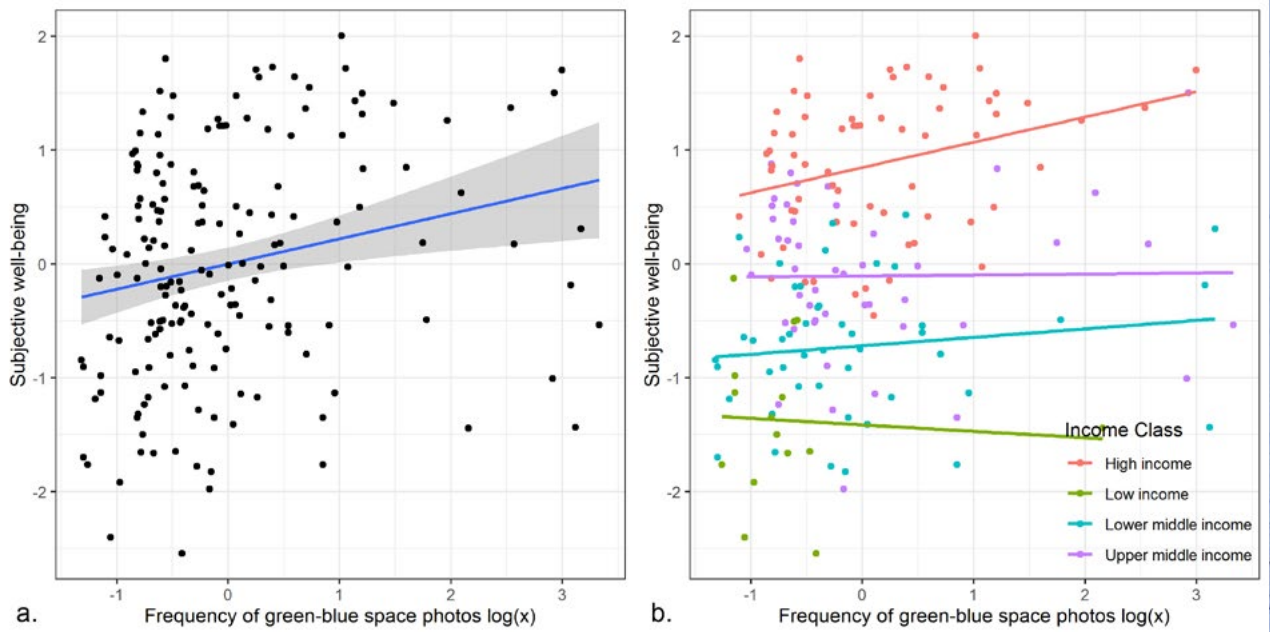 Subjective well-being
2
1
0
-1
-2
-1
0
1
2
3
a.
Frequency of green-blue space photos log(x)
Subjective well-being
2
1
0
-1
-2
Income Class
High income
Low income
Lower middle income
Upper middle income
-1
0
1
2
3
b.
Frequency of green-blue space photos log(x)